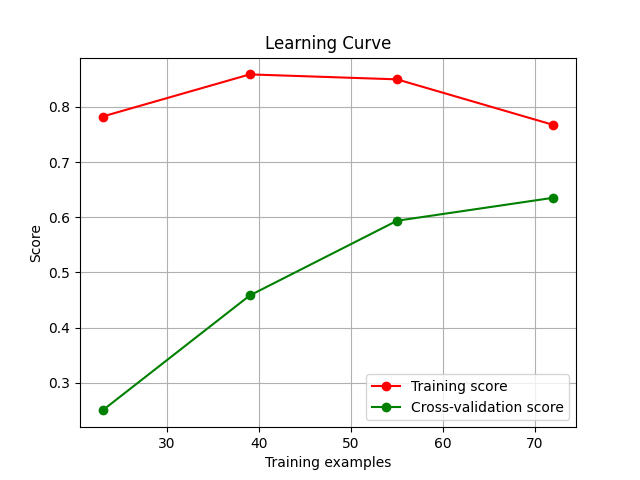 Learning Curve
Score
0.8
0.7
0.6
0.5
0.4
0.3
Training score
Cross-validation score
30 40 50 60 70
Training examples